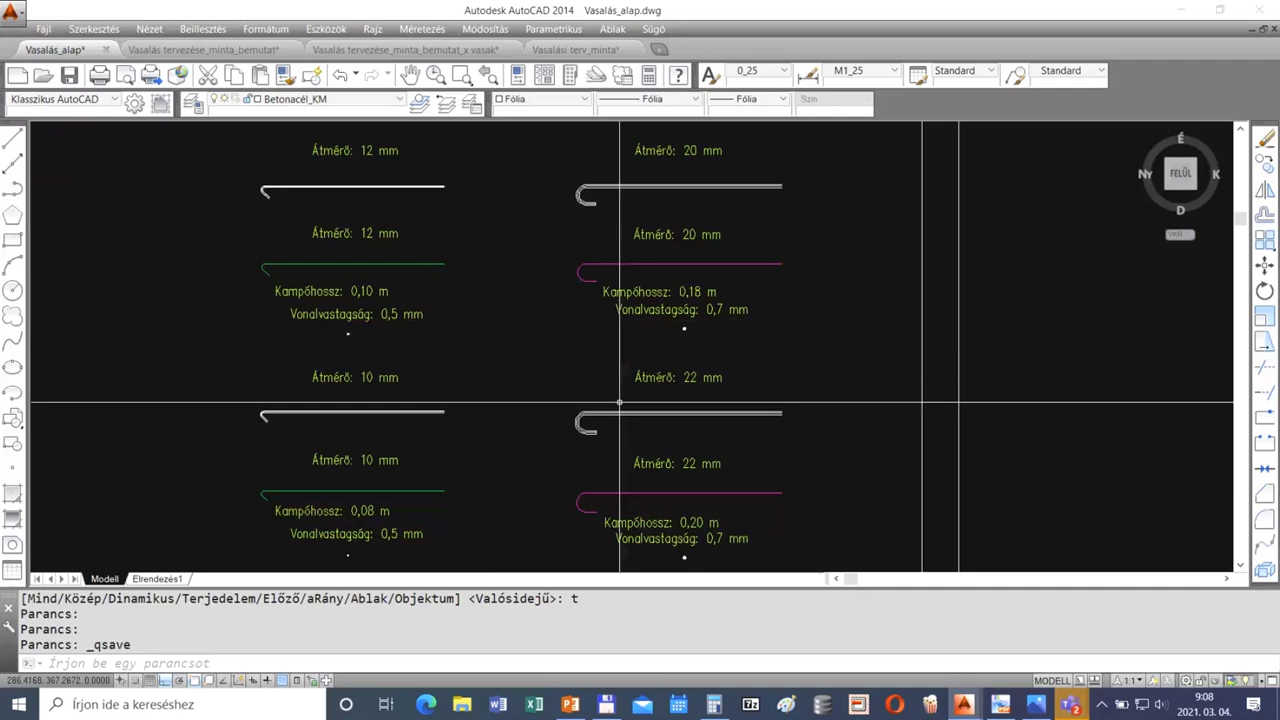 Autodesk AutoCAD 2014 Vasalás_alap.dwg
Fájl Szerkesztés Nézet Beillesztés Formátum Eszközök Rajz Méretezés Módosítás Parametrikus Ablak Súgó
Vasalás_alap* Vasalás tervezése_minta_bemutat* Vasalás tervezése_minta_bemutat_x vasak* Vasalási terv_minta*
0_25 M1_25 Standard Standard
Klasszikus AutoCAD Betonacél_KM Fólia Fólia Fólia Szín
Átmérő: 12 mm
Átmérő: 20 mm
Átmérő: 12 mm
Átmérő: 20 mm
Kampóhossz: 0,10 m
Kampóhossz: 0,18 m
Vonalvastagság: 0,5 mm
Vonalvastagság: 0,7 mm
Átmérő: 10 mm
Átmérő: 22 mm
Átmérő: 10 mm
Átmérő: 22 mm
Kampóhossz: 0,08 m
Kampóhossz: 0,20 m
Vonalvastagság: 0,5 mm
Vonalvastagság: 0,7 mm
É
NY FELÜL K
D
VKR
Modell Elrendezés1
[Mind/Közép/Dinamikus/Terjedelem/Előző/aRány/Ablak/Objektum] <Valósidejű>: t
Parancs:
Parancs:
Parancs: _qsave
Írjon be egy parancsot
286.4168, 367.2672, 0.0000 MODELL 1:1
Írjon ide a kereséshez
9:08
2021. 03. 04.